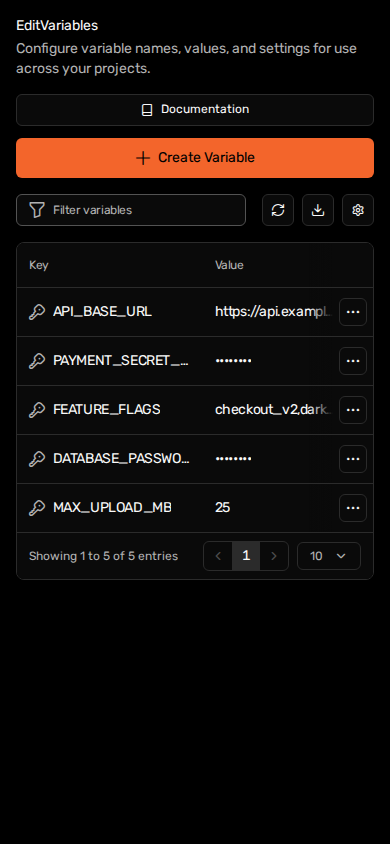 EditVariables
Configure variable names, values, and settings for use
across your projects.
Documentation
Create Variable
Filter variables
Key Value
API_BASE_URL https://api.exampl...
PAYMENT_SECRET_... ••••••••
FEATURE_FLAGS checkout_v2,dark...
DATABASE_PASSWO... ••••••••
MAX_UPLOAD_MB 25
Showing 1 to 5 of 5 entries 1 10